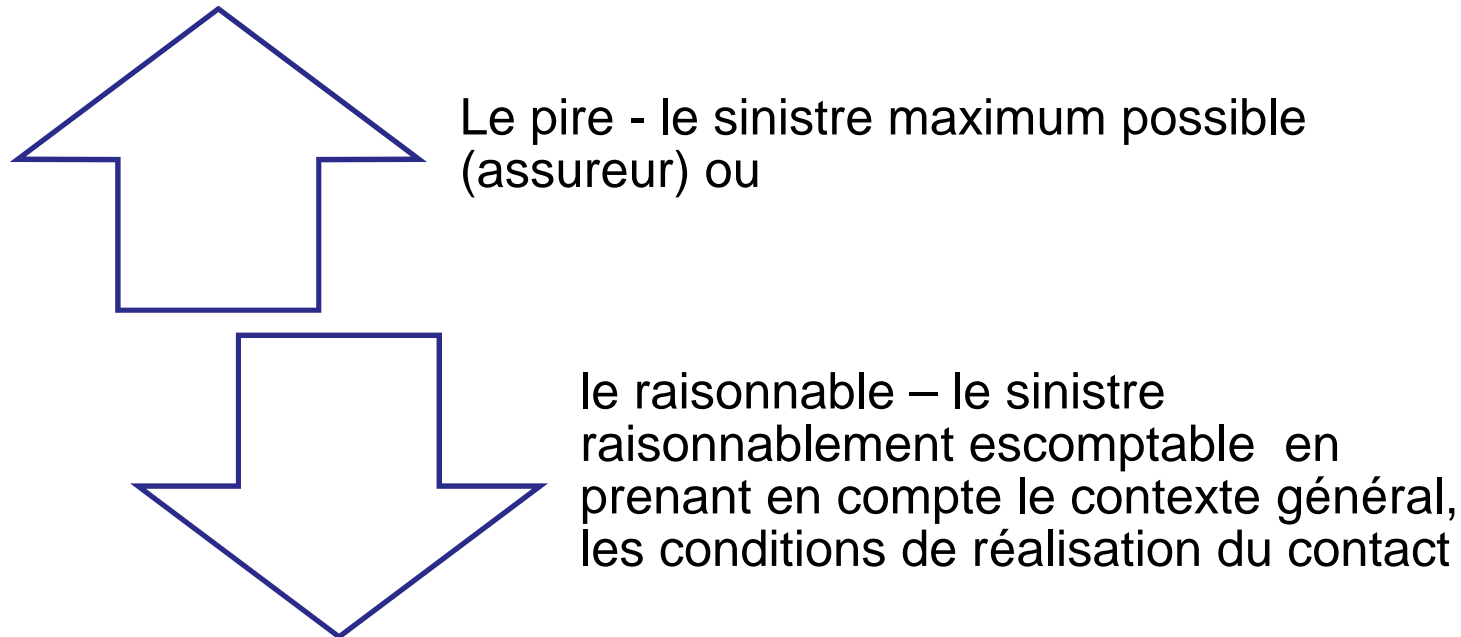 Le pire - le sinistre maximum possible
(assureur) ou
le raisonnable – le sinistre
raisonnablement escomptable  en
prenant en compte le contexte général,
les conditions de réalisation du contact